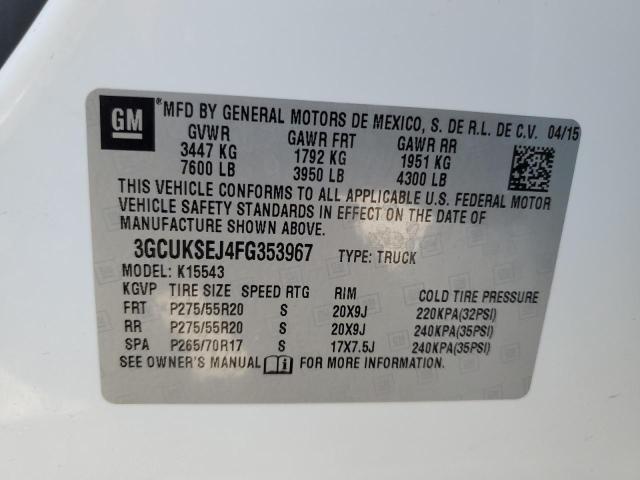 GM
MFD BY GENERAL MOTORS DE MEXICO, S. DE R.L. DE C.V. 04/15
GVWR GAWR FRT GAWR RR
3447 KG 1792 KG 1951 KG
7600 LB 3950 LB 4300 LB
THIS VEHICLE CONFORMS TO ALL APPLICABLE U.S. FEDERAL MOTOR
VEHICLE SAFETY STANDARDS IN EFFECT ON THE DATE OF
MANUFACTURE SHOWN ABOVE.
3GCUKSEJ4FG353967 TYPE: TRUCK
MODEL: K15543
KGVP TIRE SIZE SPEED RTG RIM COLD TIRE PRESSURE
FRT P275/55R20 S 20X9J 220KPA(32PSI)
RR P275/55R20 S 20X9J 240KPA(35PSI)
SPA P265/70R17 S 17X7.5J 240KPA(35PSI)
SEE OWNER'S MANUAL i FOR MORE INFORMATION.